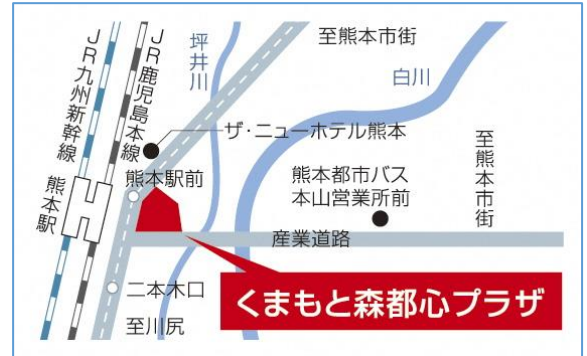 JR九州新幹線
JR鹿児島本線
坪井川
至熊本市街
白川
ザ・ニューホテル熊本
熊本駅
熊本駅前
熊本都市バス
本山営業所前
至熊本市街
産業道路
二本木口
至川尻
くまもと森都心プラザ